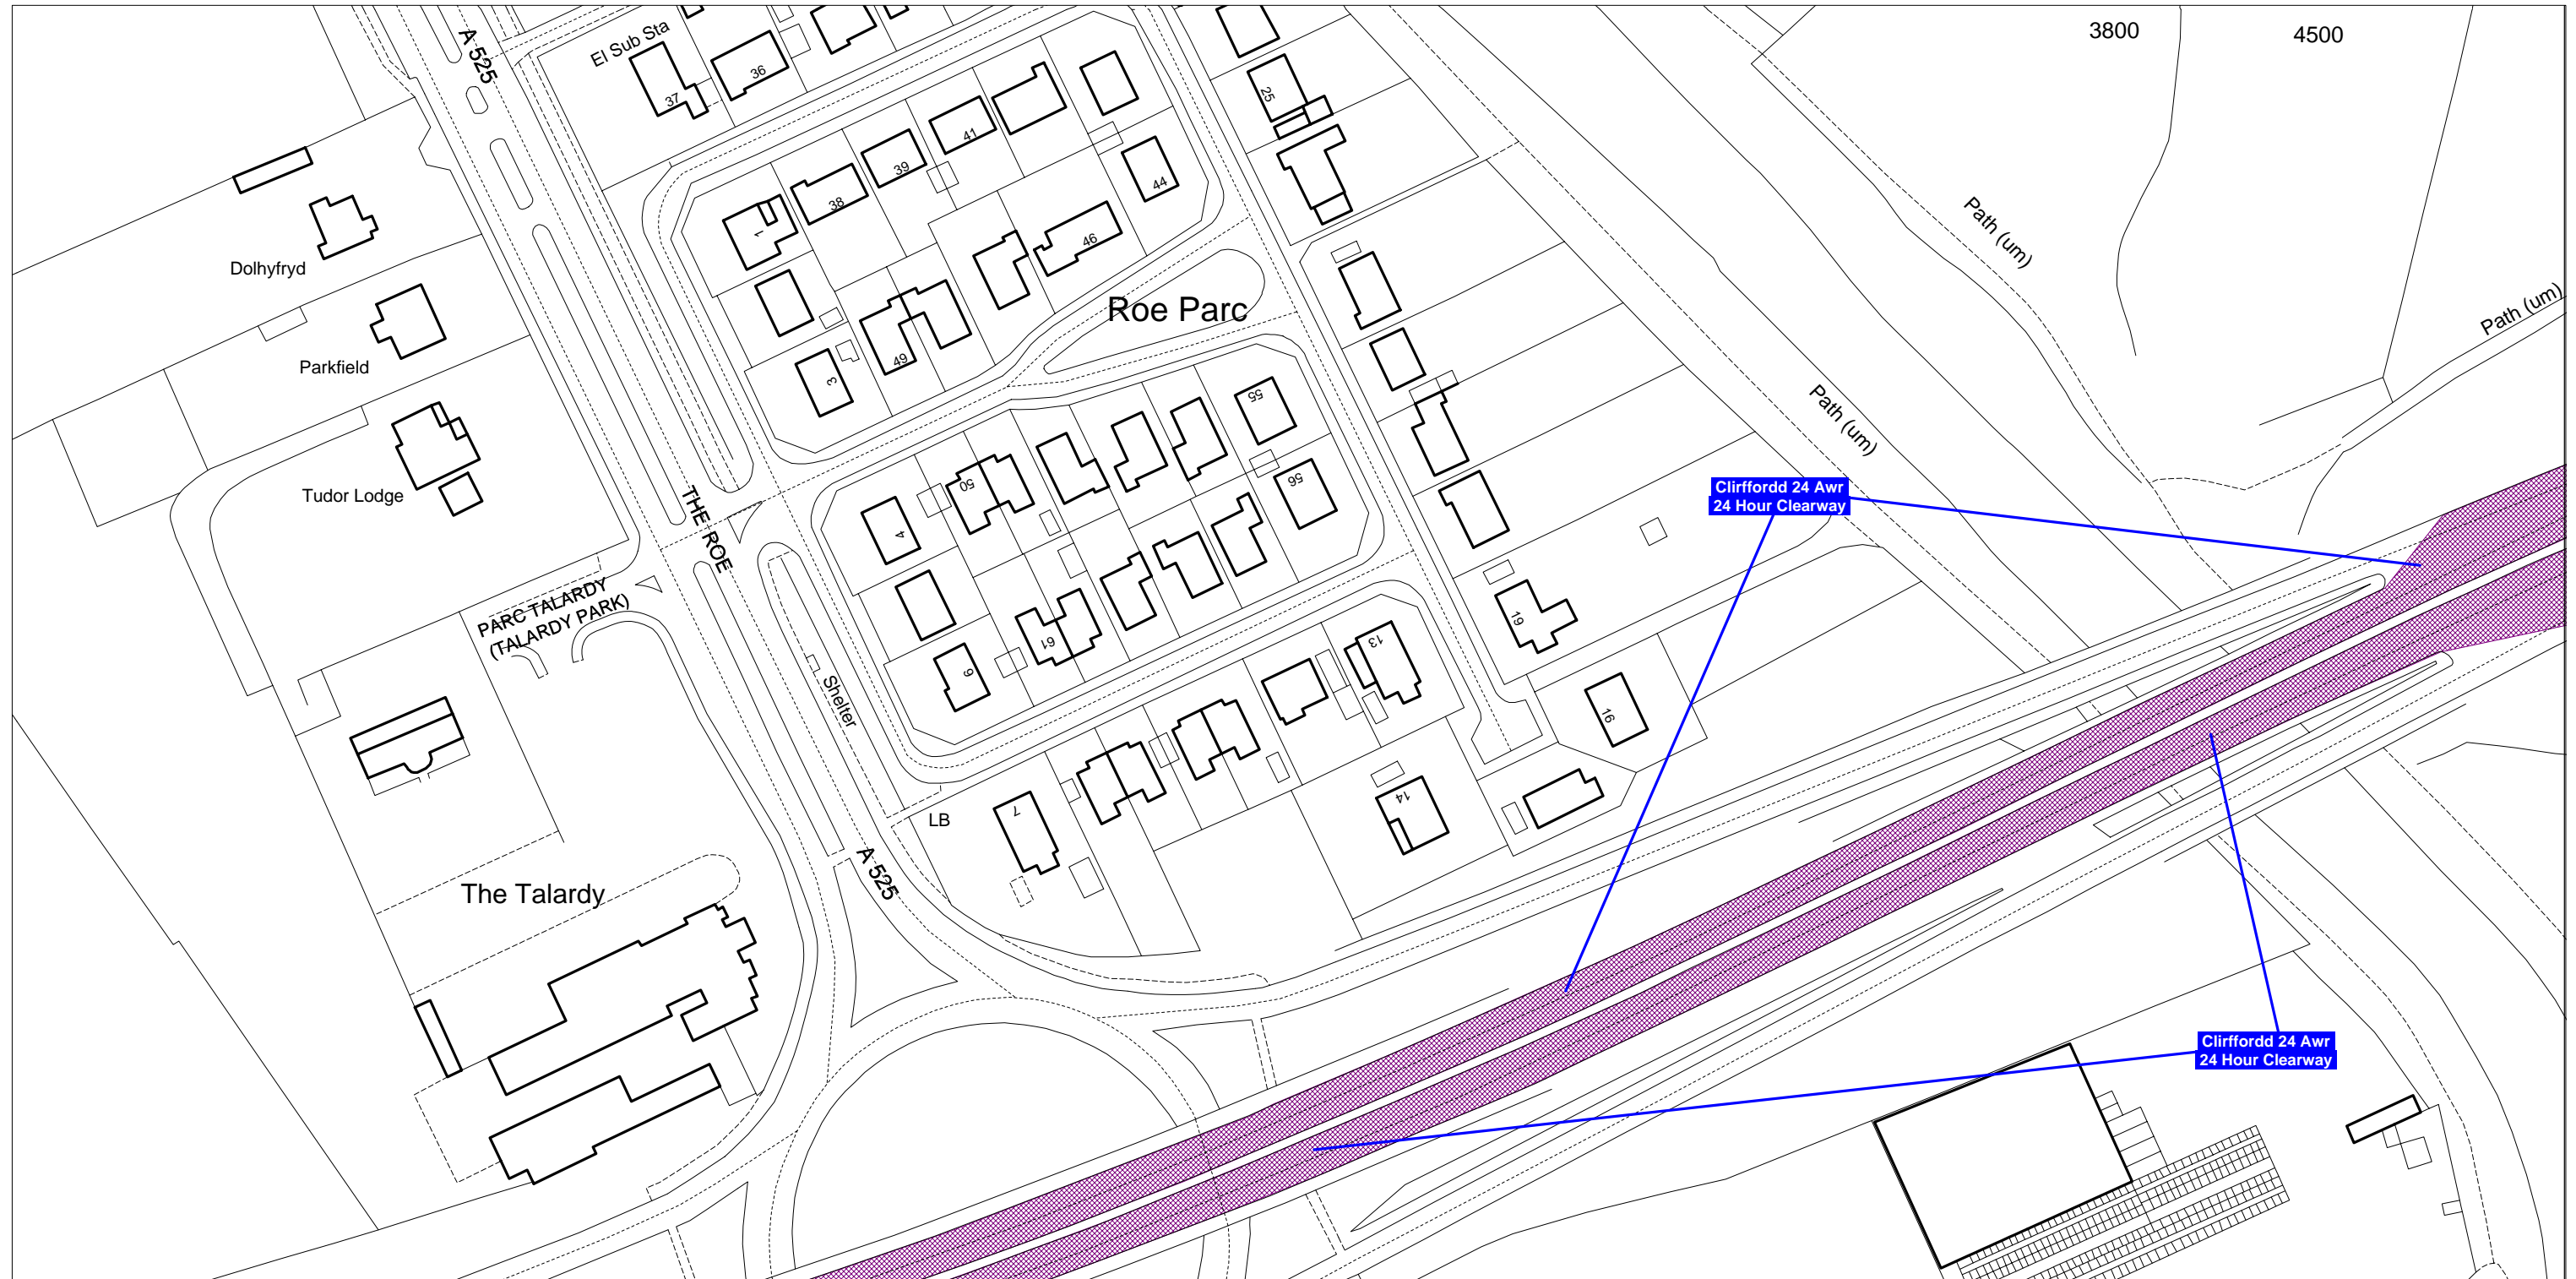 3800
4500
A 525
El Sub Sta
36
37
25
41
39
38
44
1
46
Path (um)
Dolhyfryd
Roe Parc
Path (um)
Parkfield
49
3
55
Path (um)
Tudor Lodge
50
56
THE ROE
4
Clirffordd 24 Awr
24 Hour Clearway
PARC TALARDY
(TALARDY PARK)
19
61
13
6
Shelter
16
14
7
LB
A 525
The Talardy
Clirffordd 24 Awr
24 Hour Clearway